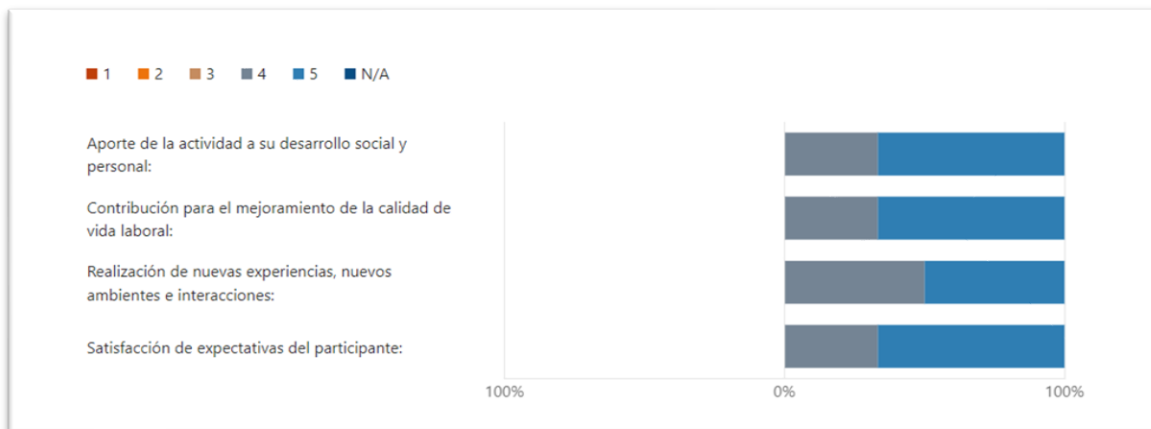 1 2 3 4 5 N/A
Aporte de la actividad a su desarrollo social y
personal:
Contribución para el mejoramiento de la calidad de
vida laboral:
Realización de nuevas experiencias, nuevos
ambientes e interacciones:
Satisfacción de expectativas del participante:
100% 0% 100%